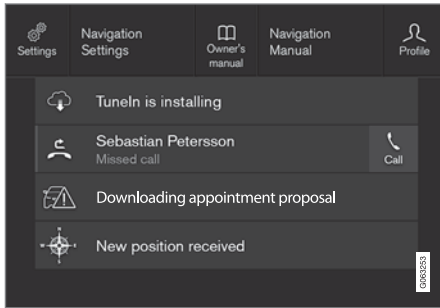 Settings
Navigation
Settings
Owner's
manual
Navigation
Manual
Profile
TuneIn is installing
Sebastian Petersson
Missed call
Call
Downloading appointment proposal
New position received
G063253